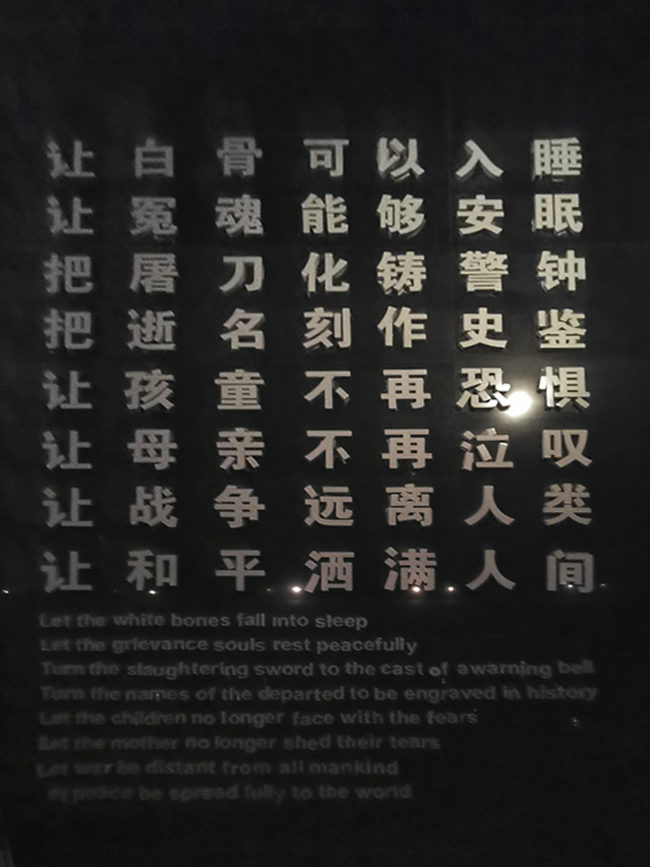 让白骨可以入睡
让冤魂能够安眠
把屠刀化铸警钟
把逝名刻作史鉴
让孩童不再恐惧
让母亲不再泣叹
让战争远离人类
让和平洒满人间
Let the white bones fall into sleep
Let the grievance souls rest peacefully
Turn the slaughtering sword to the cast of a warning bell
Turn the names of the departed to be engraved in history
Let the children no longer face with the fears
Let the mother no longer shed their tears
Let war be distant from all mankind
peace be spread fully to the world